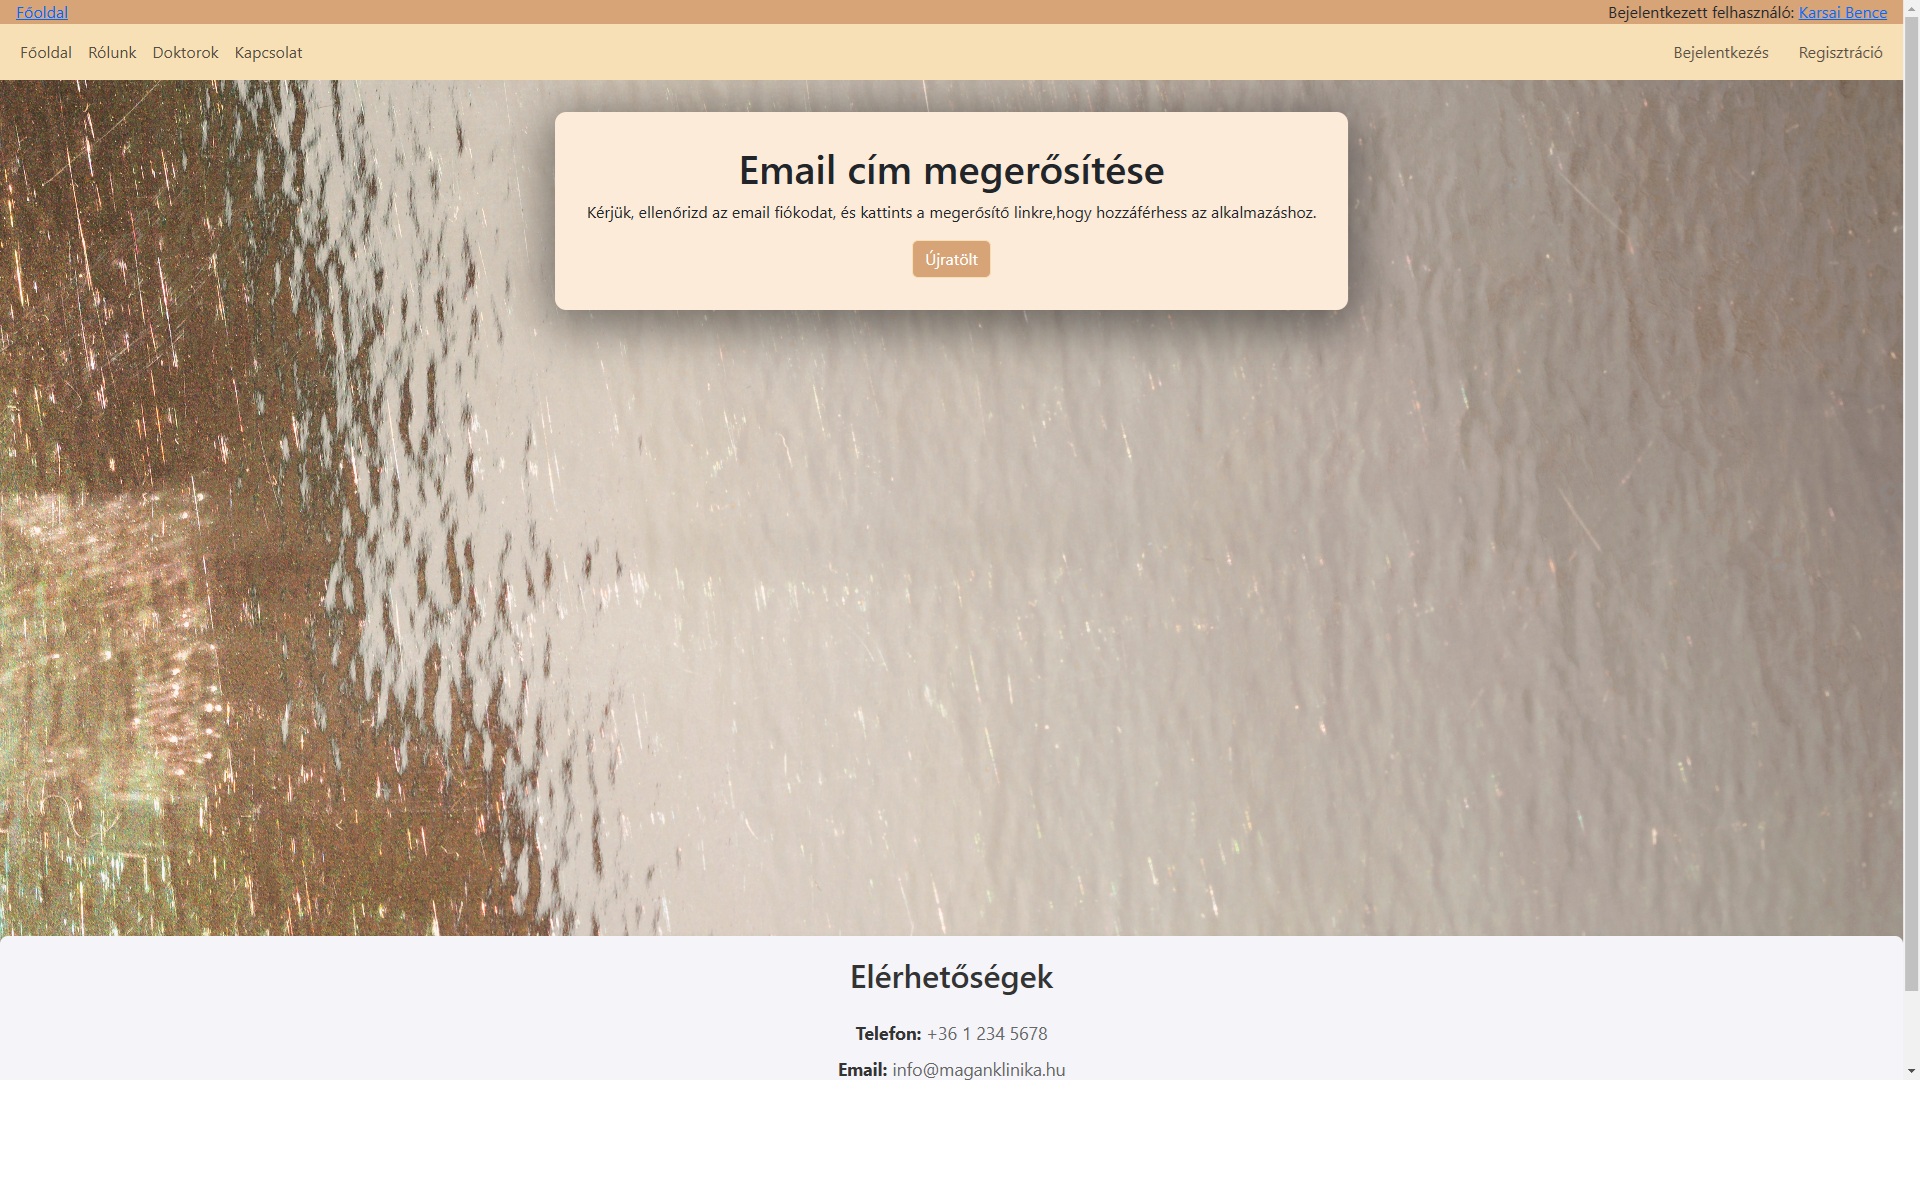 Főoldal Bejelentkezett felhasználó: Karsai Bence
Főoldal Rólunk Doktorok Kapcsolat Bejelentkezés Regisztráció
Email cím megerősítése
Kérjük, ellenőrizd az email fiókodat, és kattints a megerősítő linkre,hogy hozzáférhess az alkalmazáshoz.
Újratölt
Elérhetőségek
Telefon: +36 1 234 5678
Email: info@maganklinika.hu